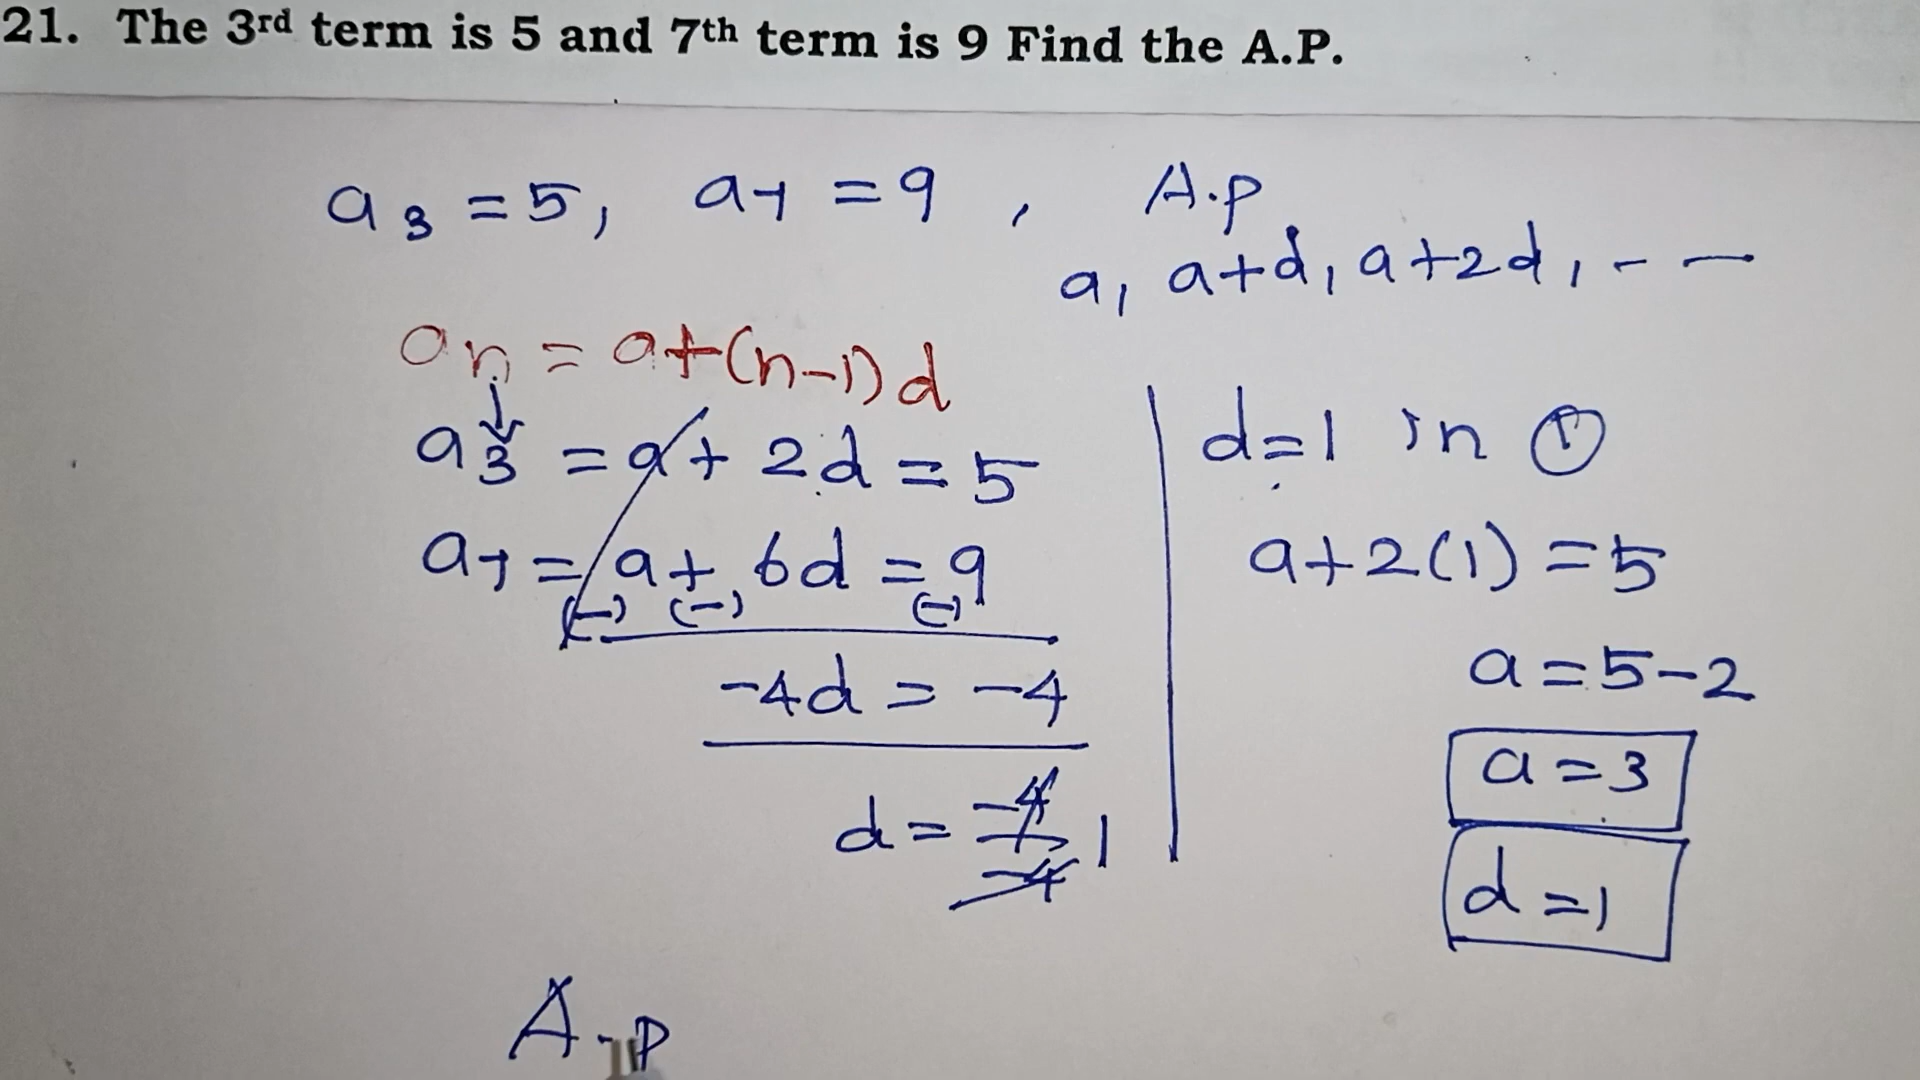 21. The 3rd term is 5 and 7th term is 9 Find the A.P.
a3 = 5, a7 = 9, A.p
a, a+d, a+2d, - -
an = a+(n-1)d
a3 = a + 2d = 5
a7 = a + 6d = 9
(-) (-) (-)
-4d = -4
d = -4/-4 1
d=1 in ①
a+2(1) = 5
a = 5-2
a = 3
d = 1
A.P